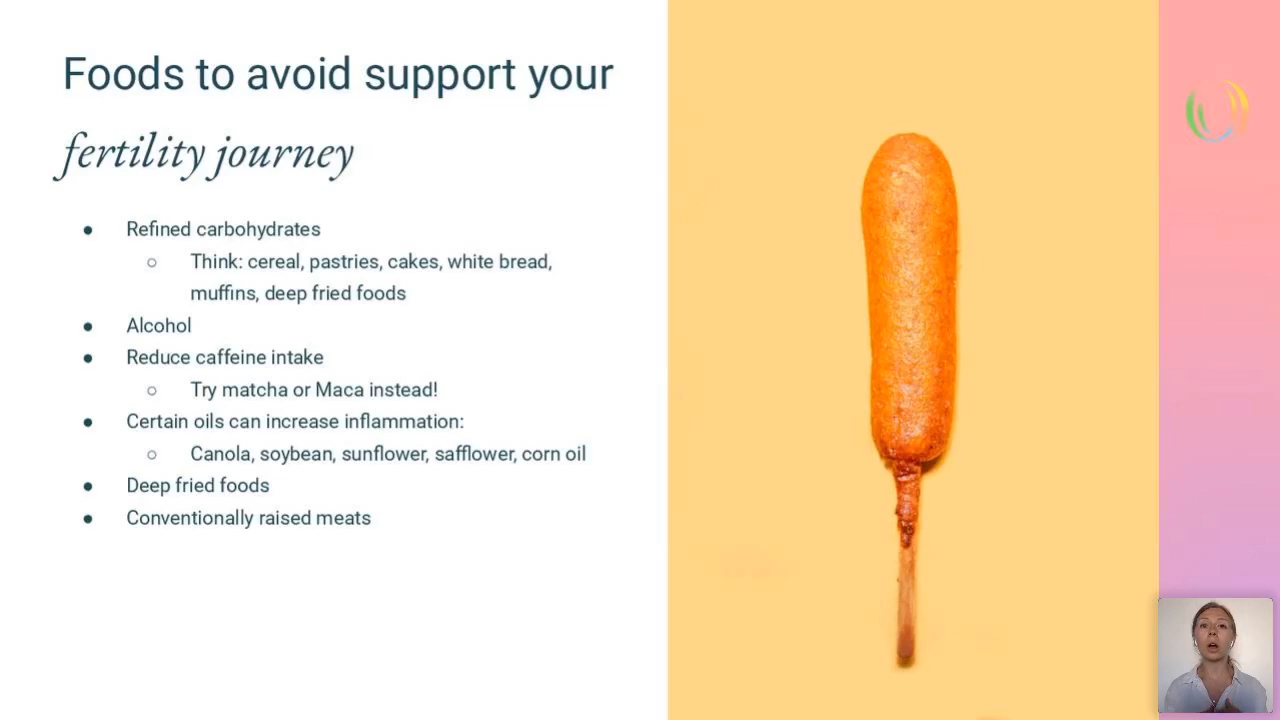 Foods to avoid support your
fertility journey
● Refined carbohydrates
○ Think: cereal, pastries, cakes, white bread,
muffins, deep fried foods
● Alcohol
● Reduce caffeine intake
○ Try matcha or Maca instead!
● Certain oils can increase inflammation:
○ Canola, soybean, sunflower, safflower, corn oil
● Deep fried foods
● Conventionally raised meats